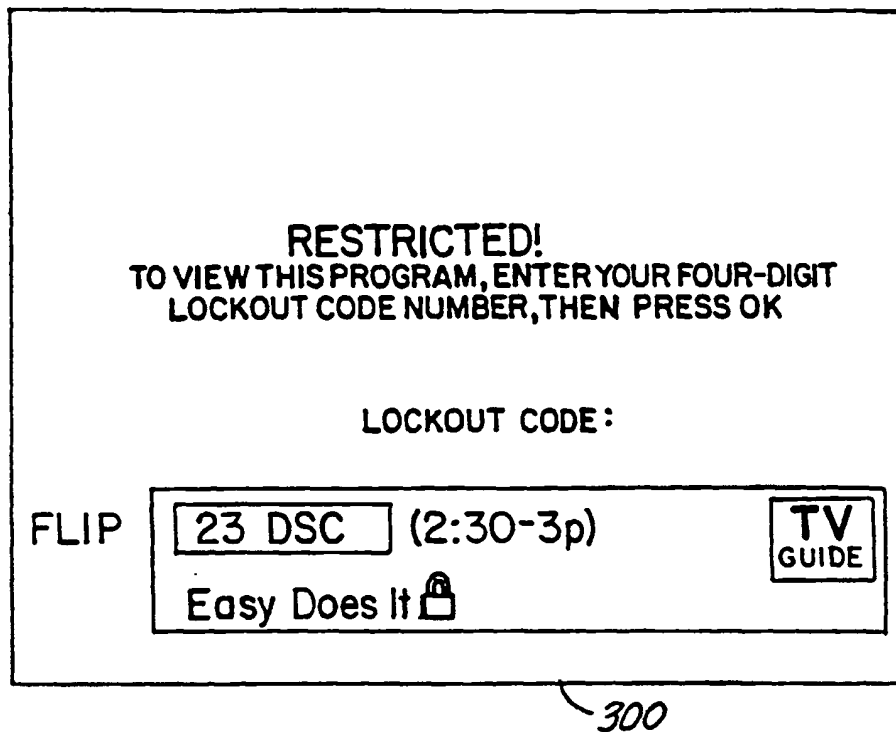 RESTRICTED!
TO VIEW THIS PROGRAM, ENTER YOUR FOUR-DIGIT
LOCKOUT CODE NUMBER, THEN PRESS OK
LOCKOUT CODE:
FLIP
23 DSC (2:30-3p)
TV
GUIDE
Easy Does It
300